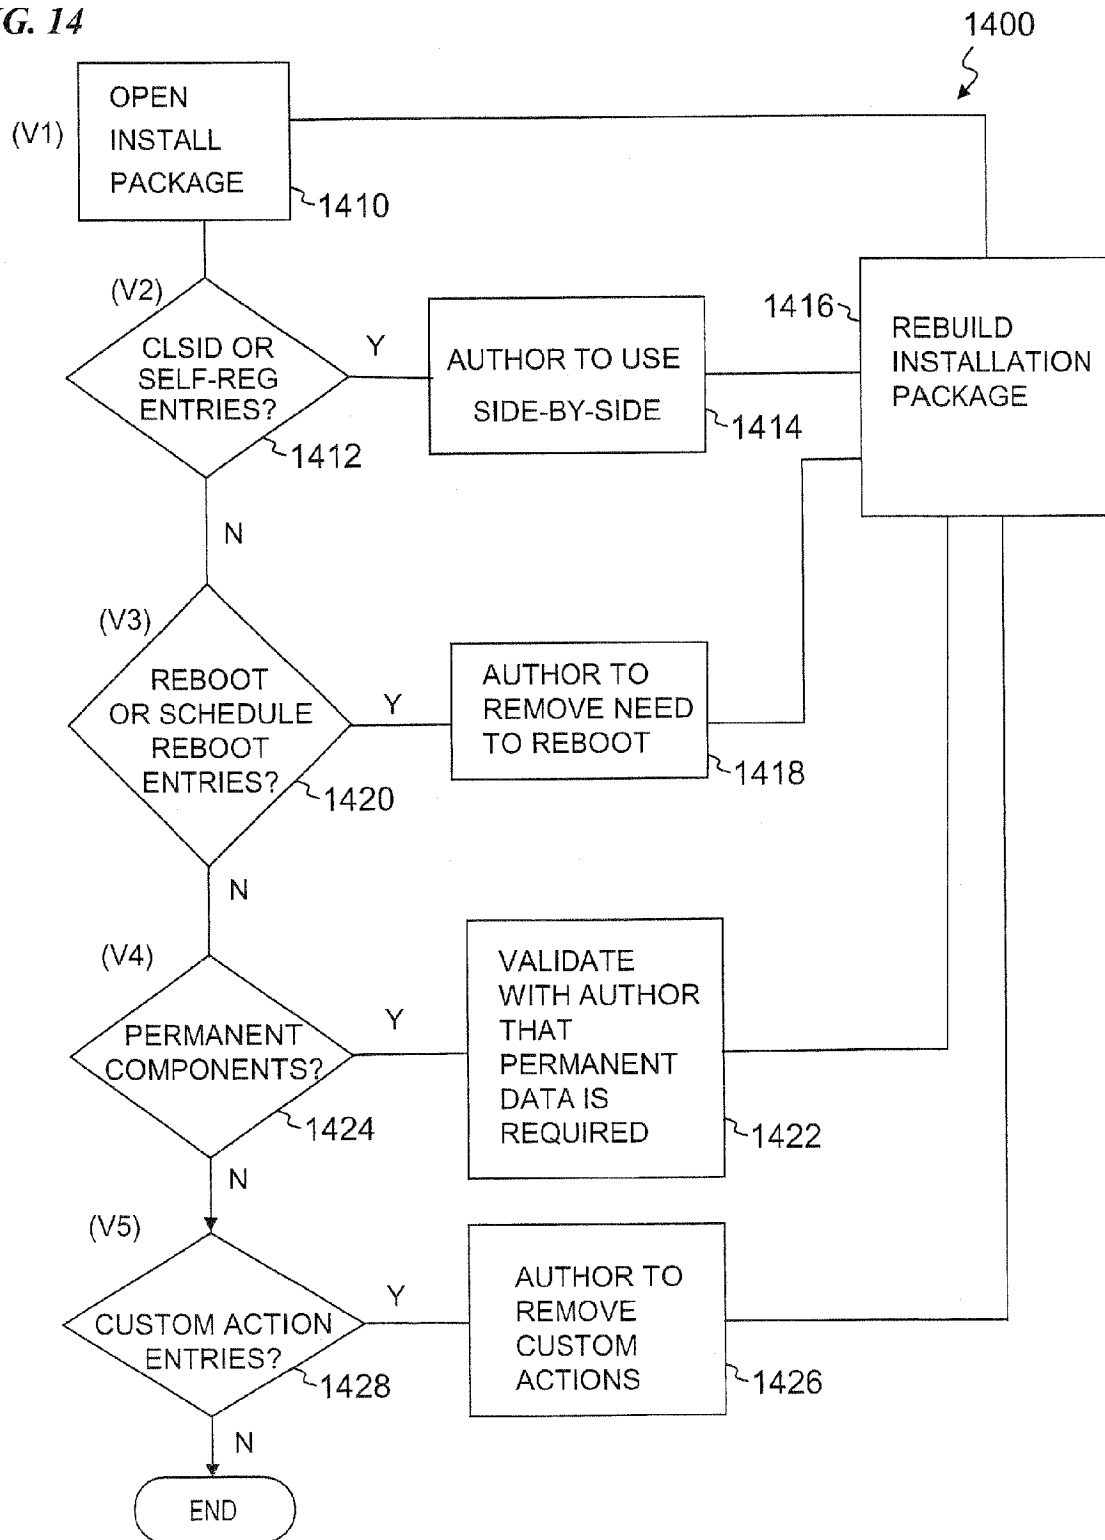 G. 14
1400
OPEN
INSTALL
PACKAGE
(V1)
1410
(V2)
CLSID OR
SELF-REG
ENTRIES?
1412
Y
AUTHOR TO USE
SIDE-BY-SIDE
1414
1416
REBUILD
INSTALLATION
PACKAGE
N
(V3)
REBOOT
OR SCHEDULE
REBOOT
ENTRIES?
1420
Y
AUTHOR TO
REMOVE NEED
TO REBOOT
1418
N
(V4)
PERMANENT
COMPONENTS?
1424
Y
VALIDATE
WITH AUTHOR
THAT
PERMANENT
DATA IS
REQUIRED
1422
N
(V5)
CUSTOM ACTION
ENTRIES?
1428
Y
AUTHOR TO
REMOVE
CUSTOM
ACTIONS
1426
N
END